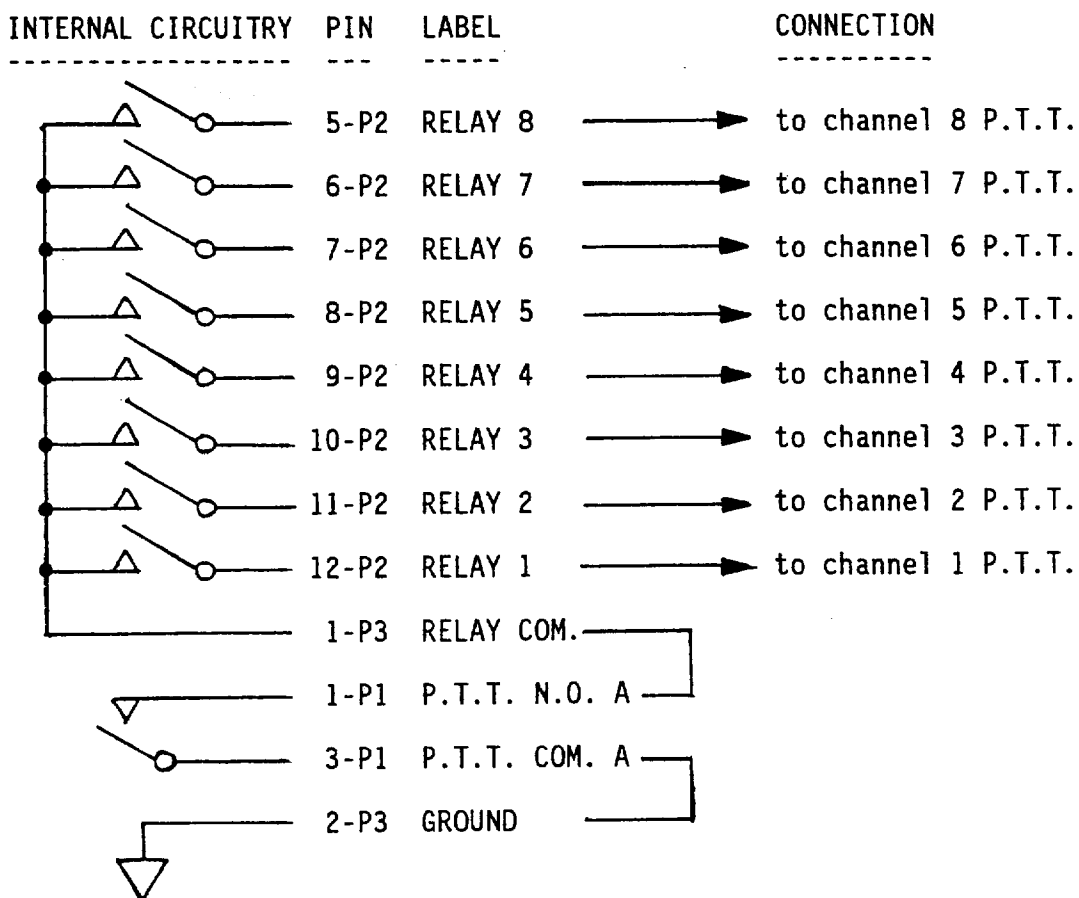 INTERNAL CIRCUITRY PIN LABEL CONNECTION
5-P2 RELAY 8 to channel 8 P.T.T.
6-P2 RELAY 7 to channel 7 P.T.T.
7-P2 RELAY 6 to channel 6 P.T.T.
8-P2 RELAY 5 to channel 5 P.T.T.
9-P2 RELAY 4 to channel 4 P.T.T.
10-P2 RELAY 3 to channel 3 P.T.T.
11-P2 RELAY 2 to channel 2 P.T.T.
12-P2 RELAY 1 to channel 1 P.T.T.
1-P3 RELAY COM.
1-P1 P.T.T. N.O. A
3-P1 P.T.T. COM. A
2-P3 GROUND